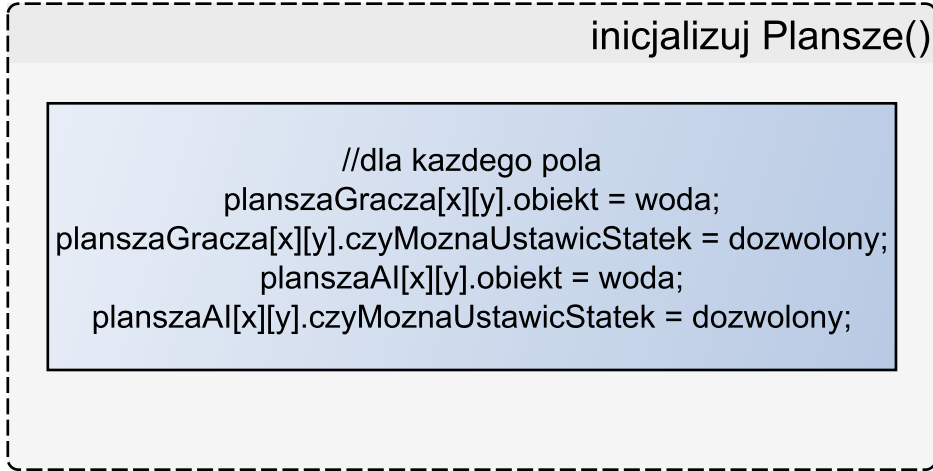 inicjalizuj Plansze()
//dla kazdego pola
planszaGracza[x][y].obiekt = woda;
planszaGracza[x][y].czyMoznaUstawicStatek = dozwolony;
planszaAI[x][y].obiekt = woda;
planszaAI[x][y].czyMoznaUstawicStatek = dozwolony;